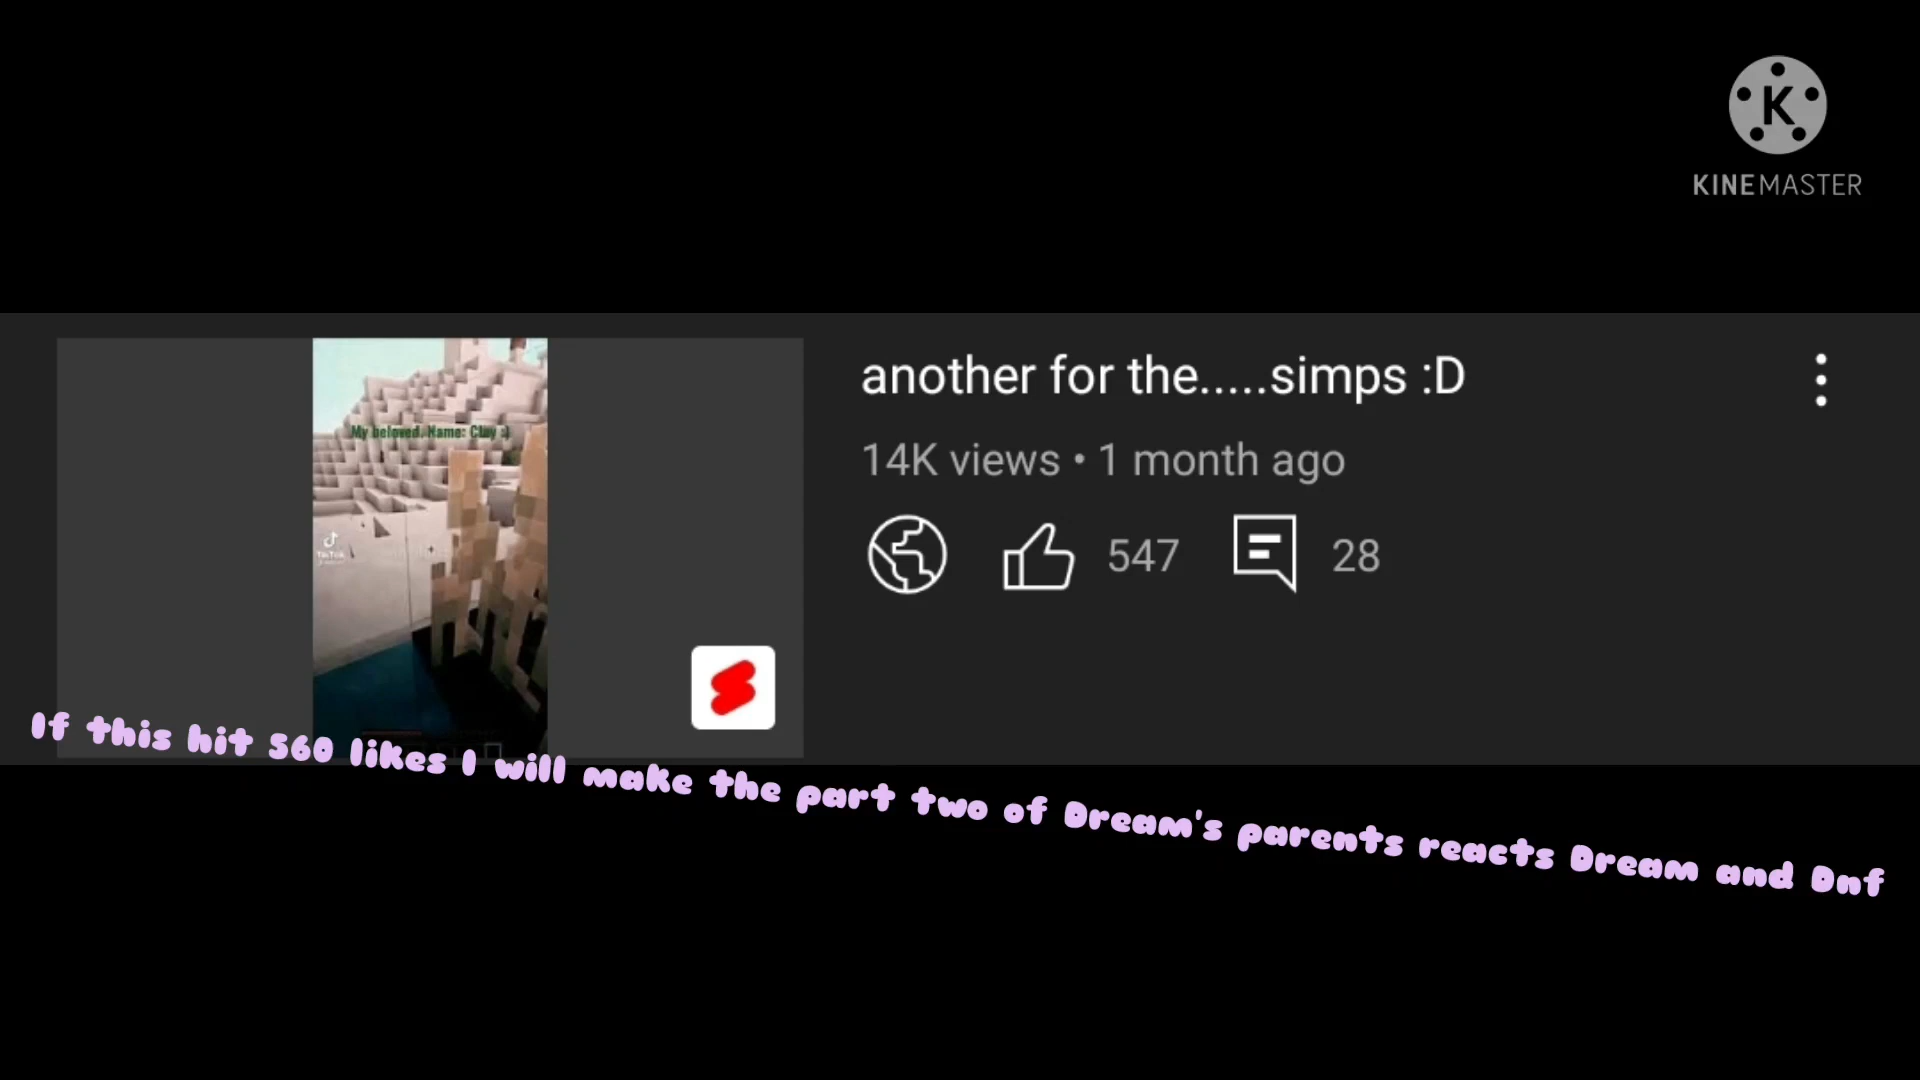 KINEMASTER
another for the.....simps :D
14K views • 1 month ago
547
28
My beloved. Name: Clay :)
TikTok
If this hit 560 likes I will make the part two of Dream's parents reacts Dream and Dnf